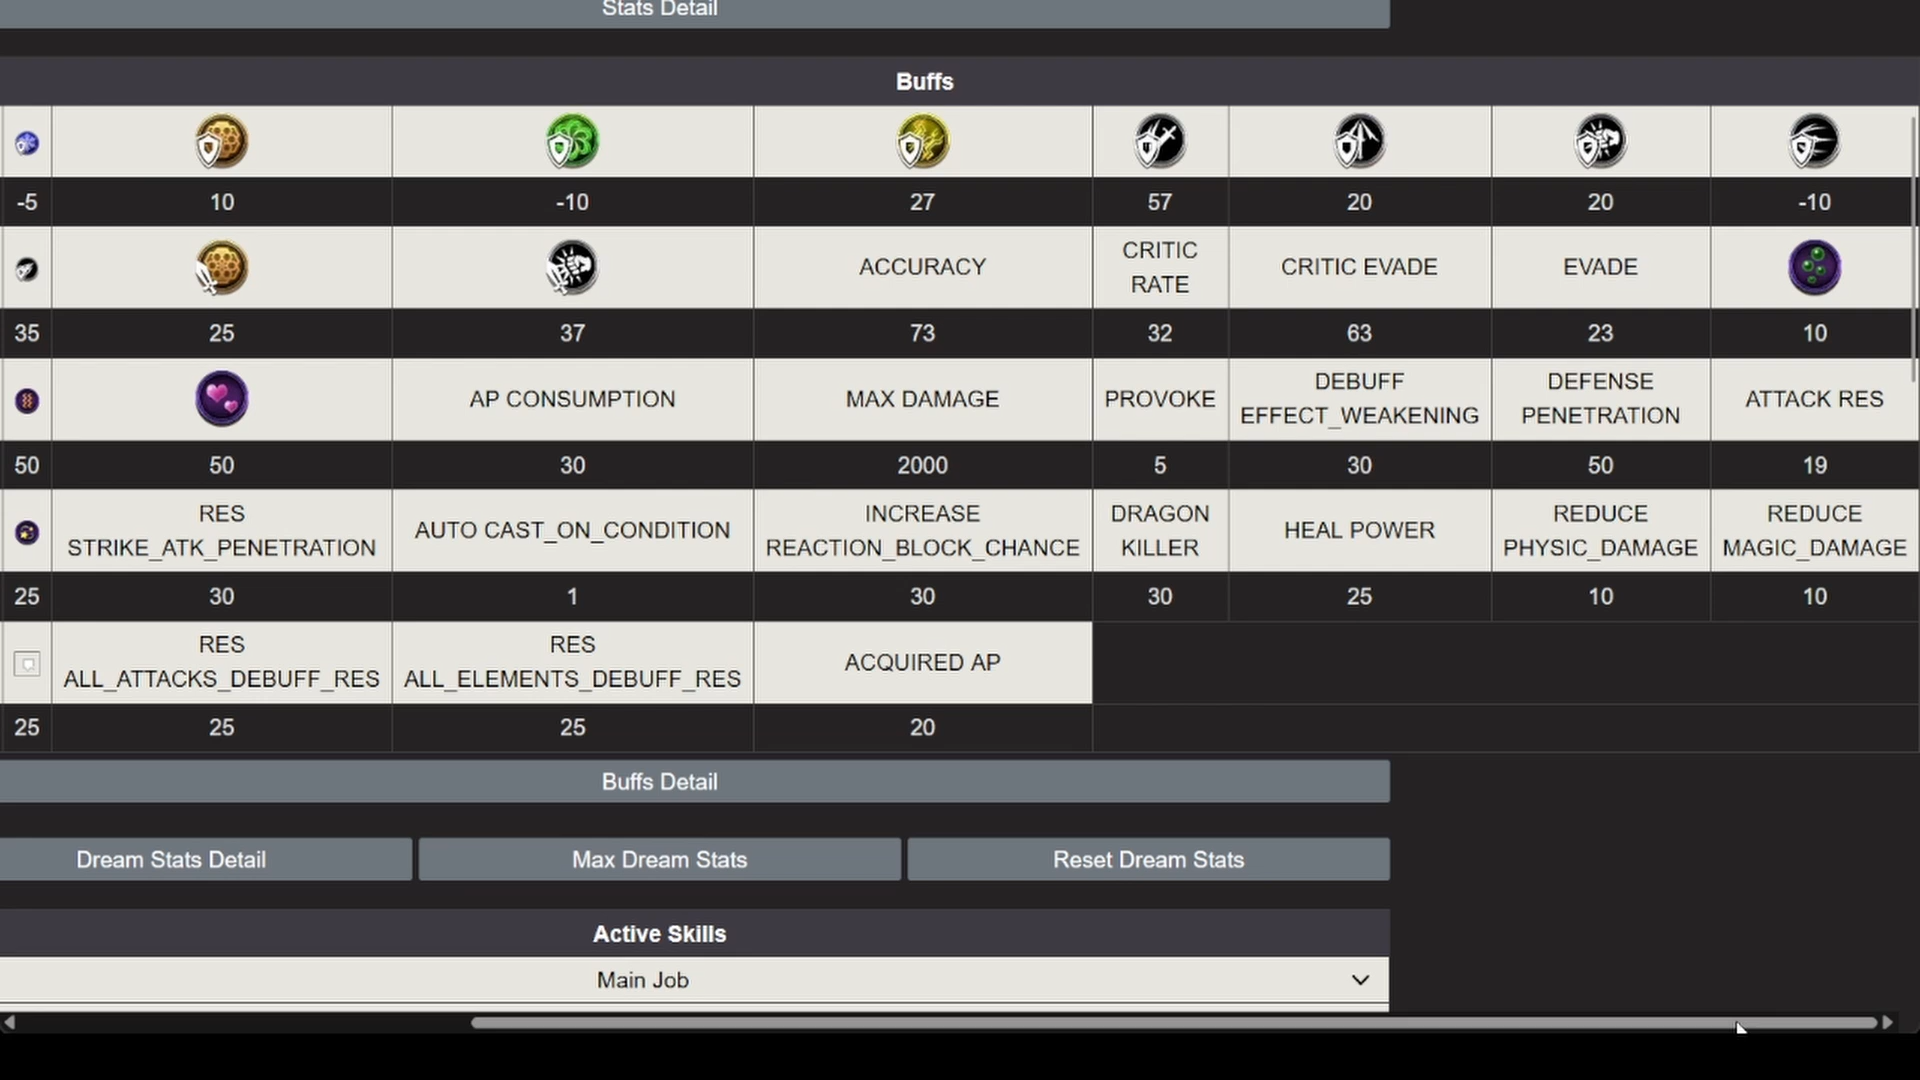 Stats Detail
Buffs
-5 10 -10 27 57 20 20 -10
ACCURACY CRITIC RATE CRITIC EVADE EVADE
35 25 37 73 32 63 23 10
AP CONSUMPTION MAX DAMAGE PROVOKE DEBUFF EFFECT_WEAKENING DEFENSE PENETRATION ATTACK RES
50 50 30 2000 5 30 50 19
RES STRIKE_ATK_PENETRATION AUTO CAST_ON_CONDITION INCREASE REACTION_BLOCK_CHANCE DRAGON KILLER HEAL POWER REDUCE PHYSIC_DAMAGE REDUCE MAGIC_DAMAGE
25 30 1 30 30 25 10 10
RES ALL_ATTACKS_DEBUFF_RES RES ALL_ELEMENTS_DEBUFF_RES ACQUIRED AP
25 25 25 20
Buffs Detail
Dream Stats Detail Max Dream Stats Reset Dream Stats
Active Skills
Main Job